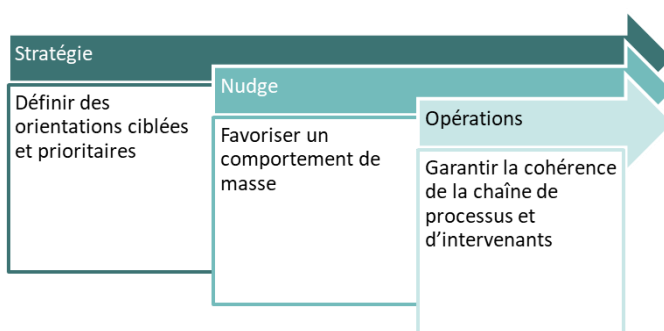 Stratégie
Définir des
orientations ciblées
et prioritaires
Nudge
Favoriser un
comportement de
masse
Opérations
Garantir la cohérence
de la chaîne de
processus et
d’intervenants